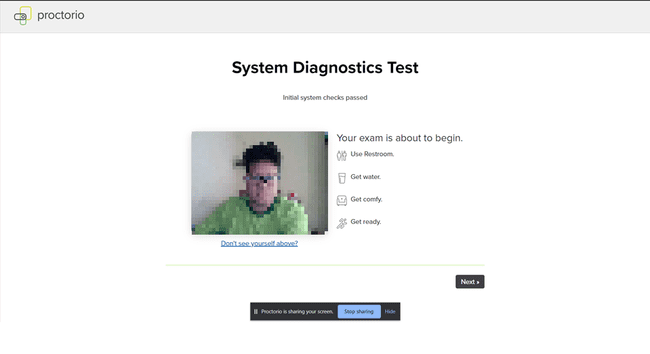 proctorio
System Diagnostics Test
Initial system checks passed
Your exam is about to begin.
Use Restroom.
Get water.
Get comfy.
Get ready.
Don't see yourself above?
Next
Proctorio is sharing your screen.
Stop sharing
Hide